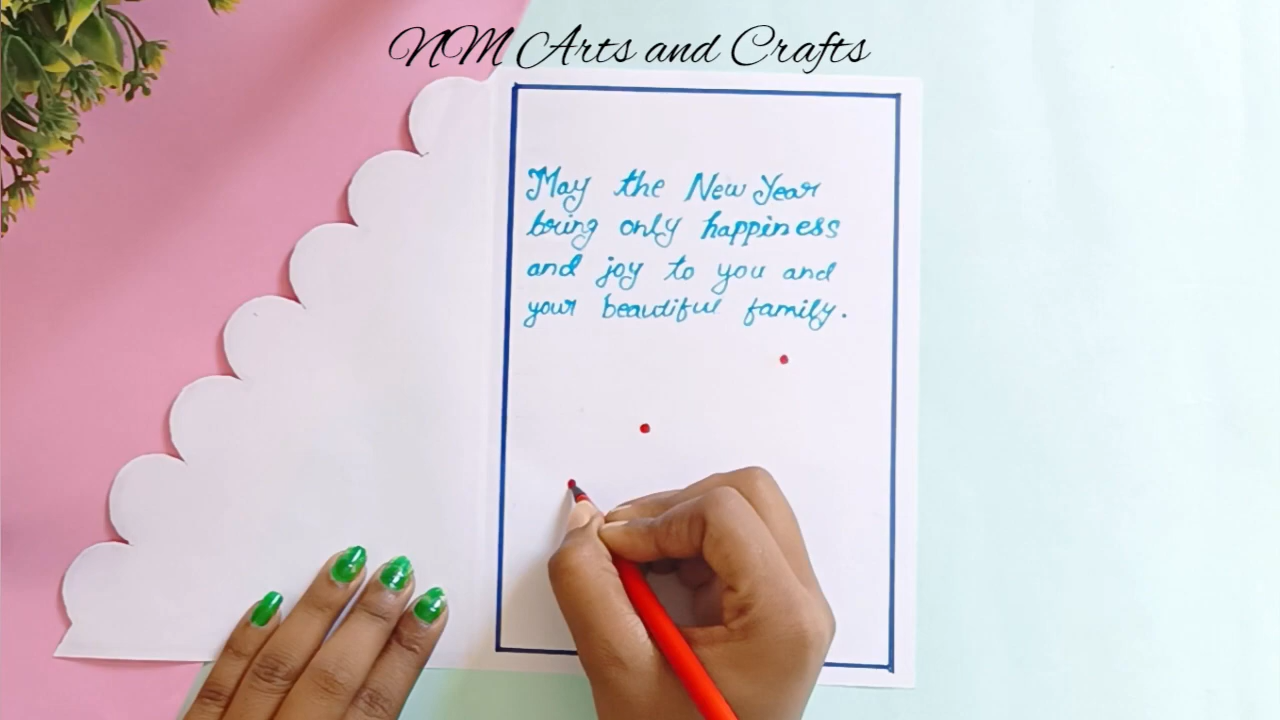 NM Arts and Crafts
May the New Year
bring only happiness
and joy to you and
your beautiful family.